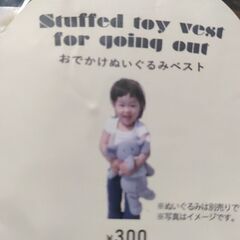 Stuffed toy vest
for going out
おでかけぬいぐるみベスト
※ぬいぐるみは別売りで
※写真はイメージです。
¥300